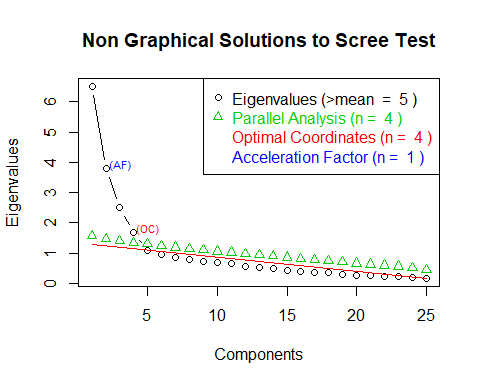 Non Graphical Solutions to Scree Test
Eigenvalues (>mean = 5 )
Parallel Analysis (n = 4 )
Optimal Coordinates (n = 4 )
Acceleration Factor (n = 1 )
(AF)
(OC)
Eigenvalues
0 1 2 3 4 5 6
5 10 15 20 25
Components